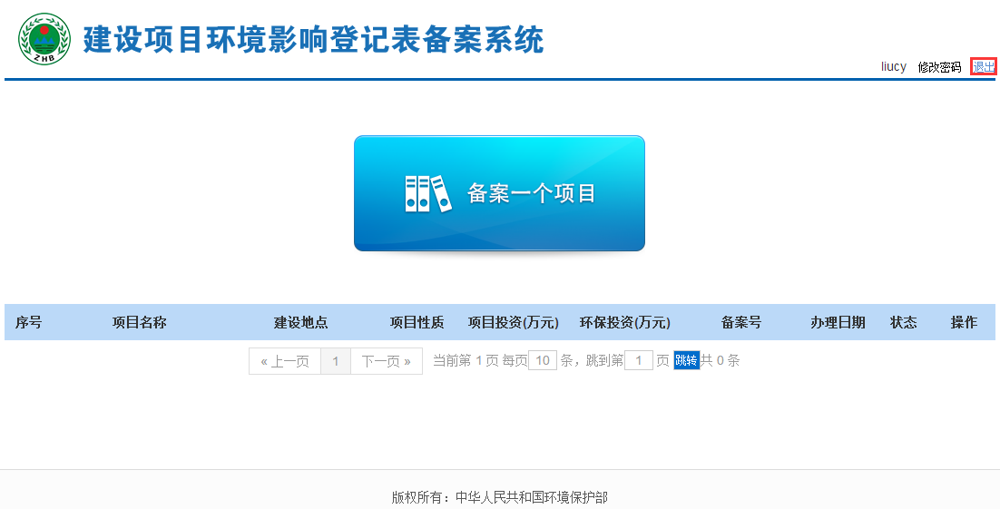 ZHB
建设项目环境影响登记表备案系统
liucy 修改密码 退出
备案一个项目
序号 项目名称 建设地点 项目性质 项目投资(万元) 环保投资(万元) 备案号 办理日期 状态 操作
« 上一页 1 下一页 » 当前第 1 页 每页 10 条，跳到第 1 页 跳转 共 0 条
版权所有：中华人民共和国环境保护部